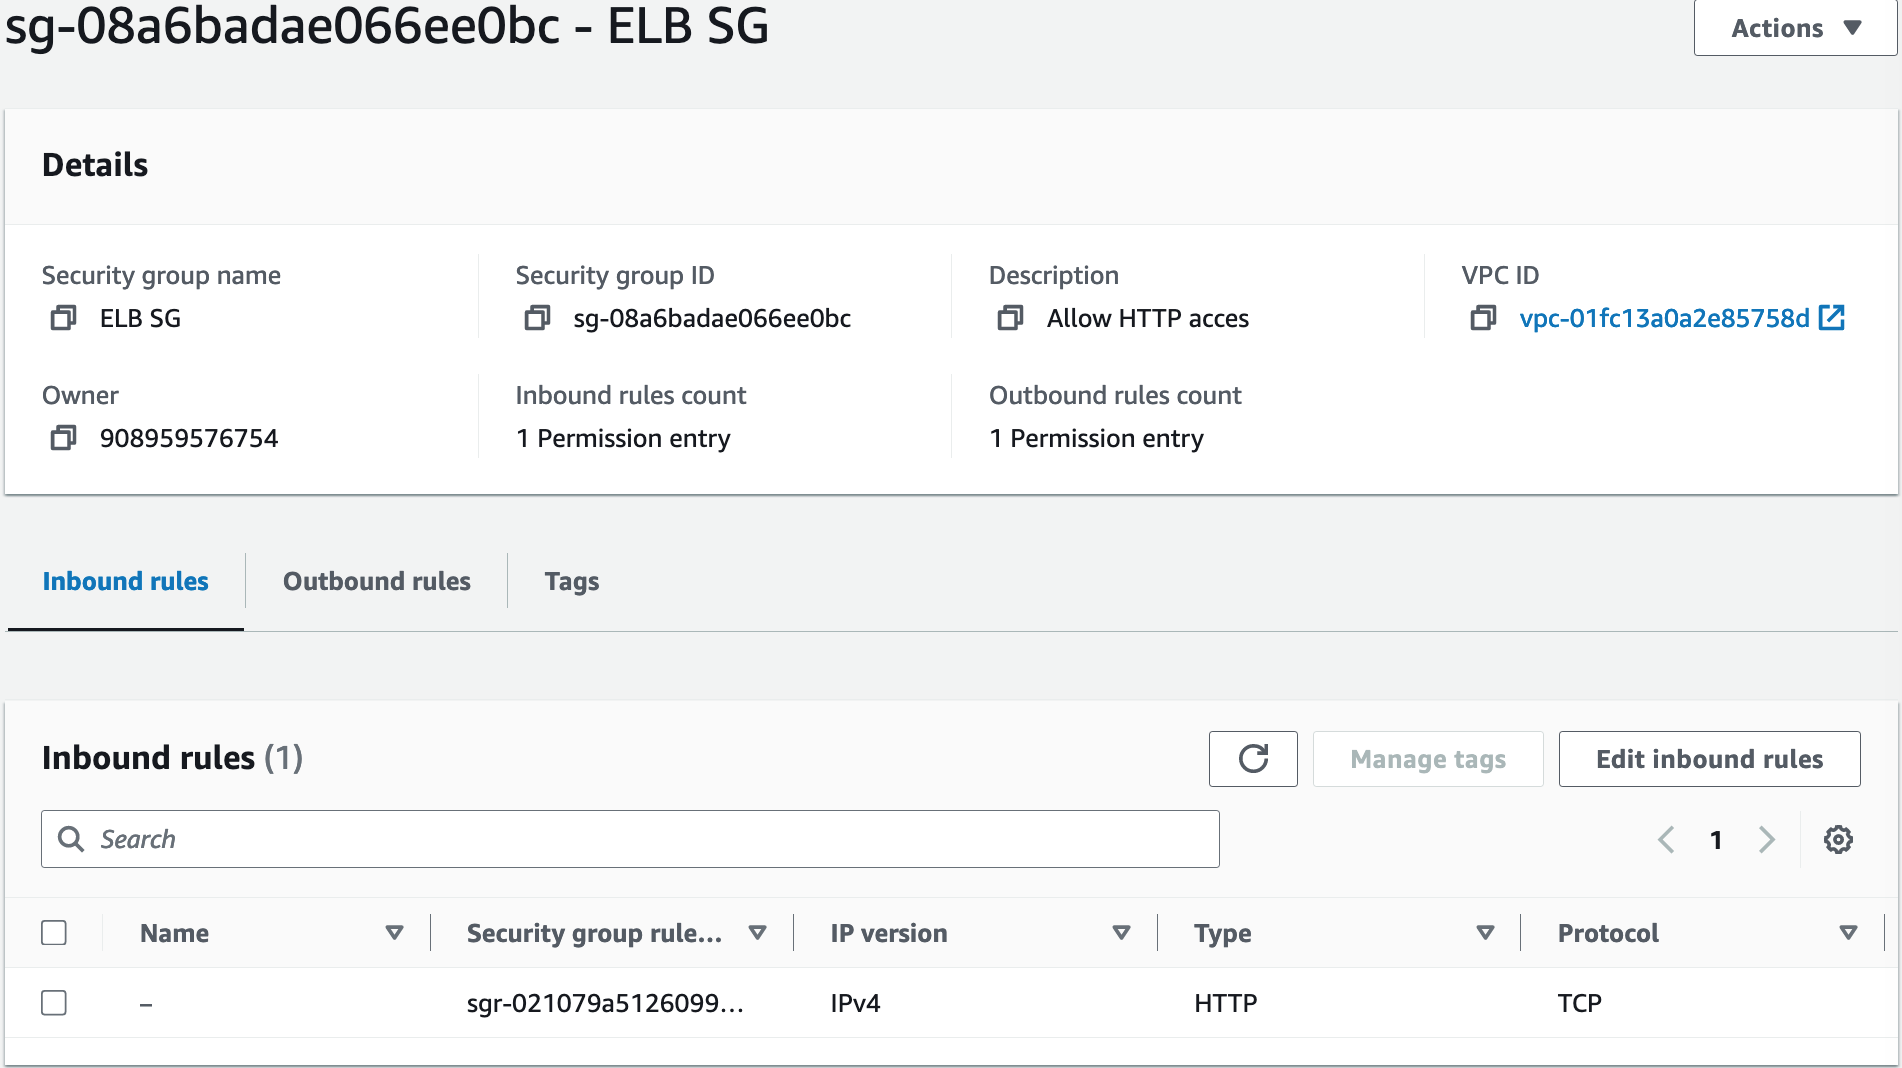 sg-08a6badae066ee0bc - ELB SG
Actions
Details
Security group name
ELB SG
Security group ID
sg-08a6badae066ee0bc
Description
Allow HTTP acces
VPC ID
vpc-01fc13a0a2e85758d
Owner
908959576754
Inbound rules count
1 Permission entry
Outbound rules count
1 Permission entry
Inbound rules
Outbound rules
Tags
Inbound rules (1)
Manage tags
Edit inbound rules
Search
1
Name
Security group rule...
IP version
Type
Protocol
–
sgr-021079a5126099...
IPv4
HTTP
TCP